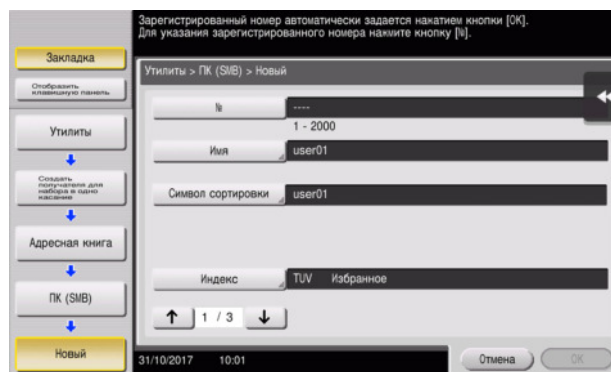 Зарегистрированный номер автоматически задается нажатием кнопки [OK].
Для указания зарегистрированного номера нажмите кнопку [№].
Закладка
Отобразить
клавишную панель
Утилиты
Создать
получателя для
набора в одно
касание
Адресная книга
ПК (SMB)
Новый
Утилиты > ПК (SMB) > Новый
№
----
1 - 2000
Имя
user01
Символ сортировки
user01
Индекс
TUV Избранное
↑ 1 / 3 ↓
31/10/2017 10:01
Отмена
OK